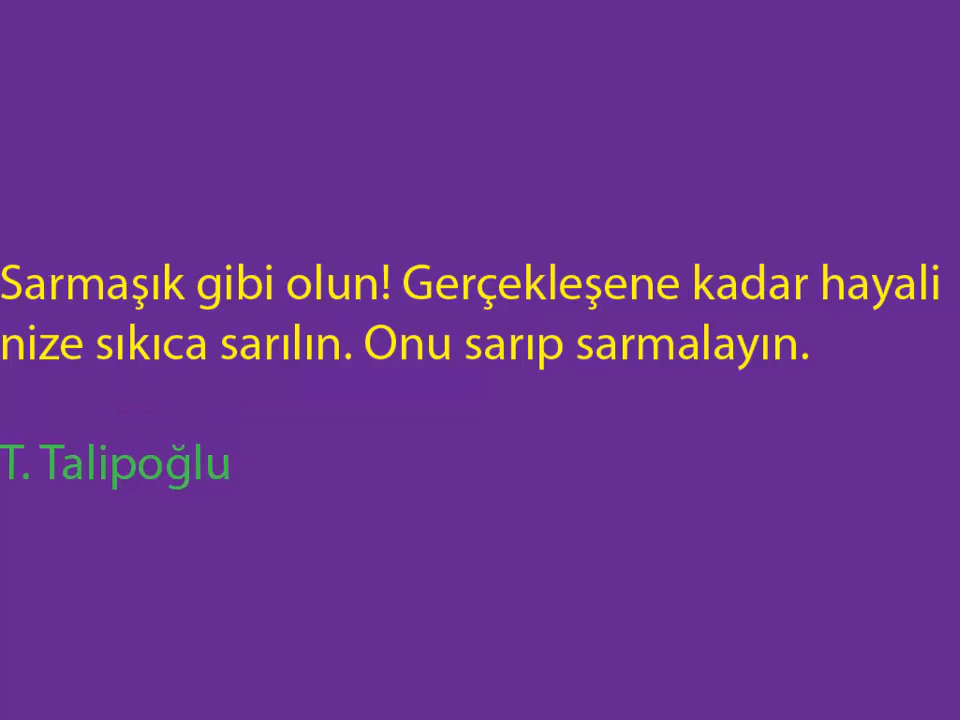 Sarmaşık gibi olun! Gerçekleşene kadar hayali
nize sıkıca sarılın. Onu sarıp sarmalayın.
T. Talipoğlu